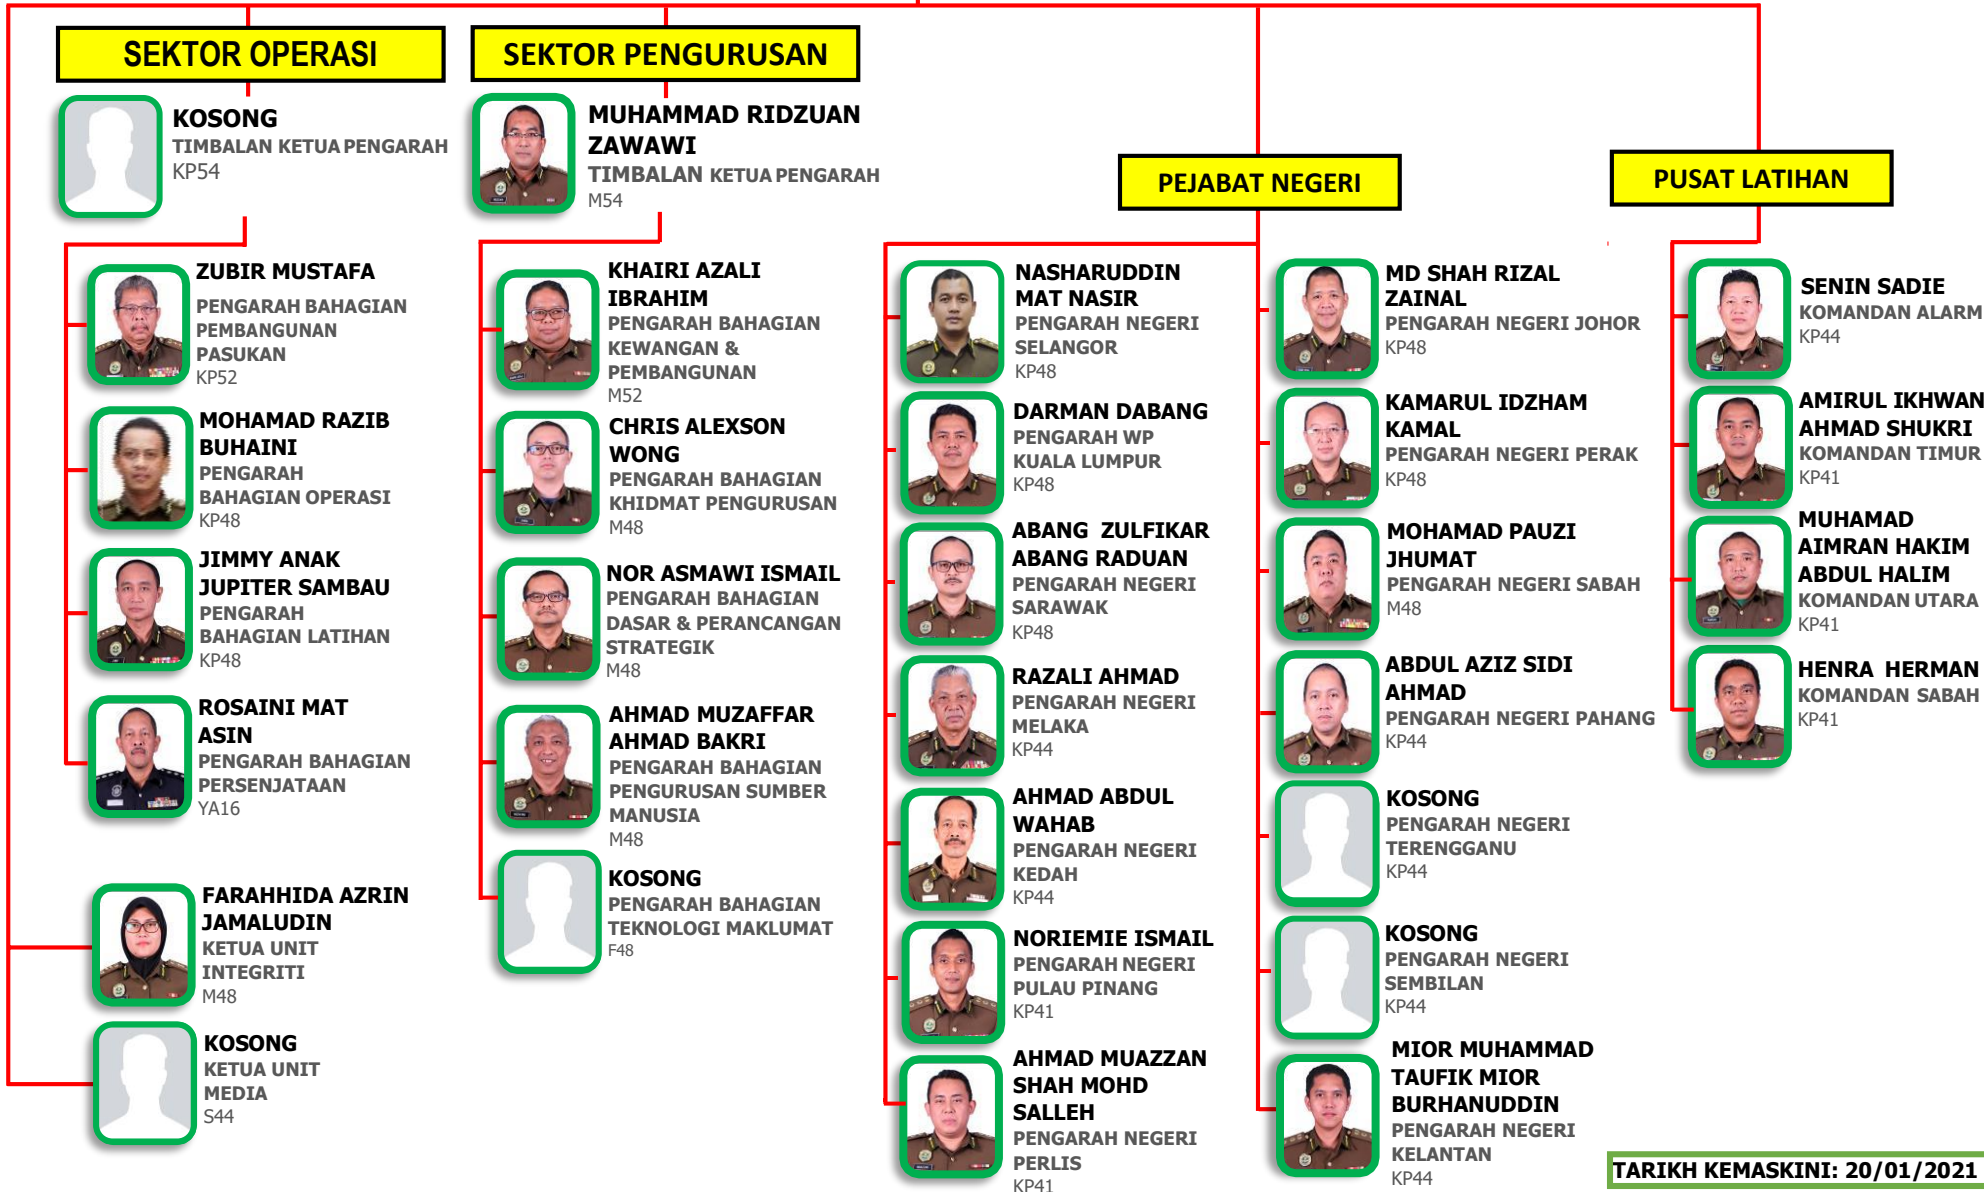 SEKTOR OPERASI
KOSONG
TIMBALAN KETUA PENGARAH
KP54
ZUBIR MUSTAFA
PENGARAH BAHAGIAN
PEMBANGUNAN
PASUKAN
KP52
MOHAMAD RAZIB
BUHAINI
PENGARAH
BAHAGIAN OPERASI
KP48
JIMMY ANAK
JUPITER SAMBAU
PENGARAH
BAHAGIAN LATIHAN
KP48
ROSAINI MAT
ASIN
PENGARAH BAHAGIAN
PERSENJATAAN
YA16
FARAHHIDA AZRIN
JAMALUDIN
KETUA UNIT
INTEGRITI
M48
KOSONG
KETUA UNIT
MEDIA
S44
SEKTOR PENGURUSAN
MUHAMMAD RIDZUAN
ZAWAWI
TIMBALAN KETUA PENGARAH
M54
KHAIRI AZALI
IBRAHIM
PENGARAH BAHAGIAN
KEWANGAN &
PEMBANGUNAN
M52
CHRIS ALEXSON
WONG
PENGARAH BAHAGIAN
KHIDMAT PENGURUSAN
M48
NOR ASMAWI ISMAIL
PENGARAH BAHAGIAN
DASAR & PERANCANGAN
STRATEGIK
M48
AHMAD MUZAFFAR
AHMAD BAKRI
PENGARAH BAHAGIAN
PENGURUSAN SUMBER
MANUSIA
M48
KOSONG
PENGARAH BAHAGIAN
TEKNOLOGI MAKLUMAT
F48
PEJABAT NEGERI
NASHARUDDIN
MAT NASIR
PENGARAH NEGERI
SELANGOR
KP48
DARMAN DABANG
PENGARAH WP
KUALA LUMPUR
KP48
ABANG ZULFIKAR
ABANG RADUAN
PENGARAH NEGERI
SARAWAK
KP48
RAZALI AHMAD
PENGARAH NEGERI
MELAKA
KP44
AHMAD ABDUL
WAHAB
PENGARAH NEGERI
KEDAH
KP44
NORIEMIE ISMAIL
PENGARAH NEGERI
PULAU PINANG
KP41
AHMAD MUAZZAN
SHAH MOHD
SALLEH
PENGARAH NEGERI
PERLIS
KP41
MD SHAH RIZAL
ZAINAL
PENGARAH NEGERI JOHOR
KP48
KAMARUL IDZHAM
KAMAL
PENGARAH NEGERI PERAK
KP48
MOHAMAD PAUZI
JHUMAT
PENGARAH NEGERI SABAH
M48
ABDUL AZIZ SIDI
AHMAD
PENGARAH NEGERI PAHANG
KP44
KOSONG
PENGARAH NEGERI
TERENGGANU
KP44
KOSONG
PENGARAH NEGERI
SEMBILAN
KP44
MIOR MUHAMMAD
TAUFIK MIOR
BURHANUDDIN
PENGARAH NEGERI
KELANTAN
KP44
PUSAT LATIHAN
SENIN SADIE
KOMANDAN ALARM
KP44
AMIRUL IKHWAN
AHMAD SHUKRI
KOMANDAN TIMUR
KP41
MUHAMAD
AIMRAN HAKIM
ABDUL HALIM
KOMANDAN UTARA
KP41
HENRA HERMAN
KOMANDAN SABAH
KP41
TARIKH KEMASKINI: 20/01/2021